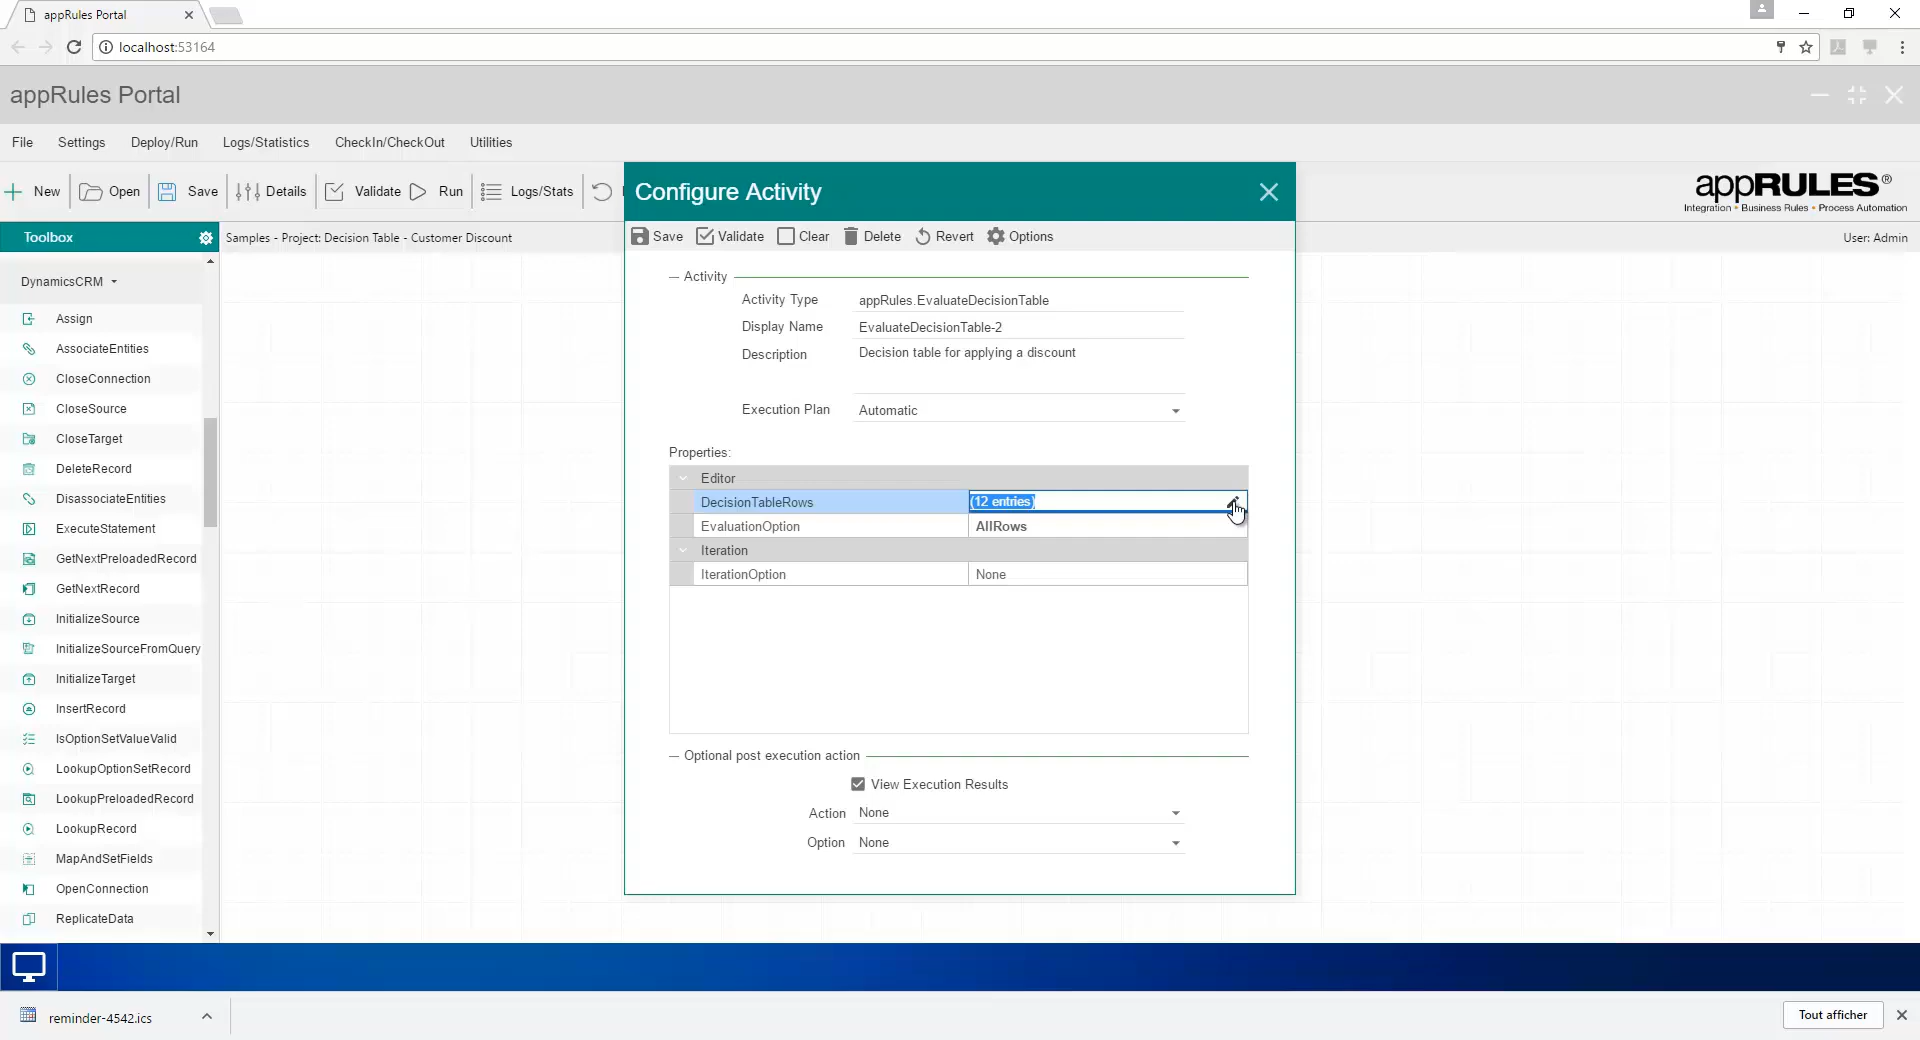 appRules Portal
localhost:53164
appRules Portal
File Settings Deploy/Run Logs/Statistics CheckIn/CheckOut Utilities
New Open Save Details Validate Run Logs/Stats
Configure Activity
appRULES®
Integration • Business Rules • Process Automation
Toolbox
Samples - Project: Decision Table - Customer Discount
User: Admin
Save Validate Clear Delete Revert Options
DynamicsCRM
Assign
AssociateEntities
CloseConnection
CloseSource
CloseTarget
DeleteRecord
DisassociateEntities
ExecuteStatement
GetNextPreloadedRecord
GetNextRecord
InitializeSource
InitializeSourceFromQuery
InitializeTarget
InsertRecord
IsOptionSetValueValid
LookupOptionSetRecord
LookupPreloadedRecord
LookupRecord
MapAndSetFields
OpenConnection
ReplicateData
Activity
Activity Type appRules.EvaluateDecisionTable
Display Name EvaluateDecisionTable-2
Description Decision table for applying a discount
Execution Plan Automatic
Properties:
Editor
DecisionTableRows (12 entries)
EvaluationOption AllRows
Iteration
IterationOption None
Optional post execution action
View Execution Results
Action None
Option None
reminder-4542.ics
Tout afficher